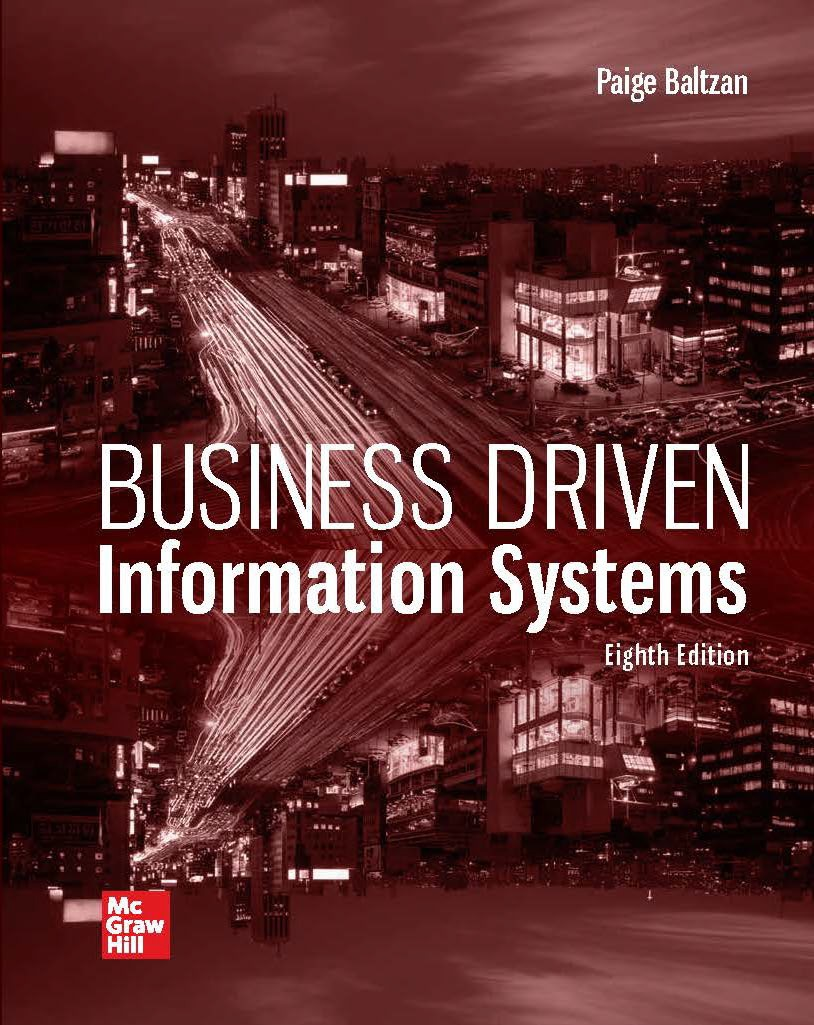 Paige Baltzan
BUSINESS DRIVEN
Information Systems
Eighth Edition
Mc
Graw
Hill